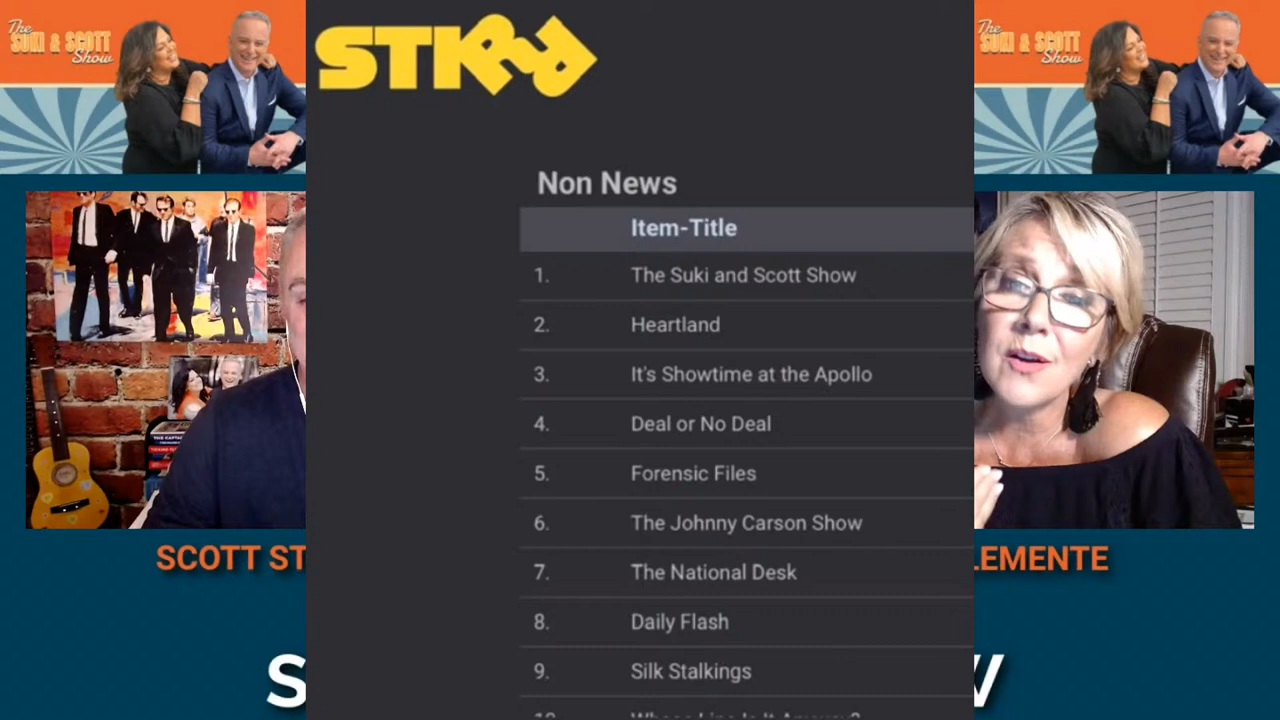 The
SUKI & SCOTT
Show
STIRR
The
SUKI & SCOTT
Show
Non News
Item-Title
1. The Suki and Scott Show
2. Heartland
3. It's Showtime at the Apollo
4. Deal or No Deal
5. Forensic Files
6. The Johnny Carson Show
7. The National Desk
8. Daily Flash
9. Silk Stalkings
SCOTT ST
LEMENTE
S
W